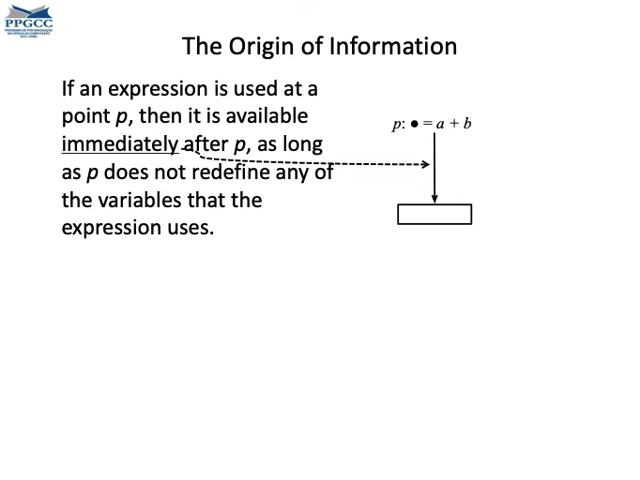 PPGCC
The Origin of Information
If an expression is used at a
point p, then it is available
immediately after p, as long
as p does not redefine any of
the variables that the
expression uses.
p: ● = a + b